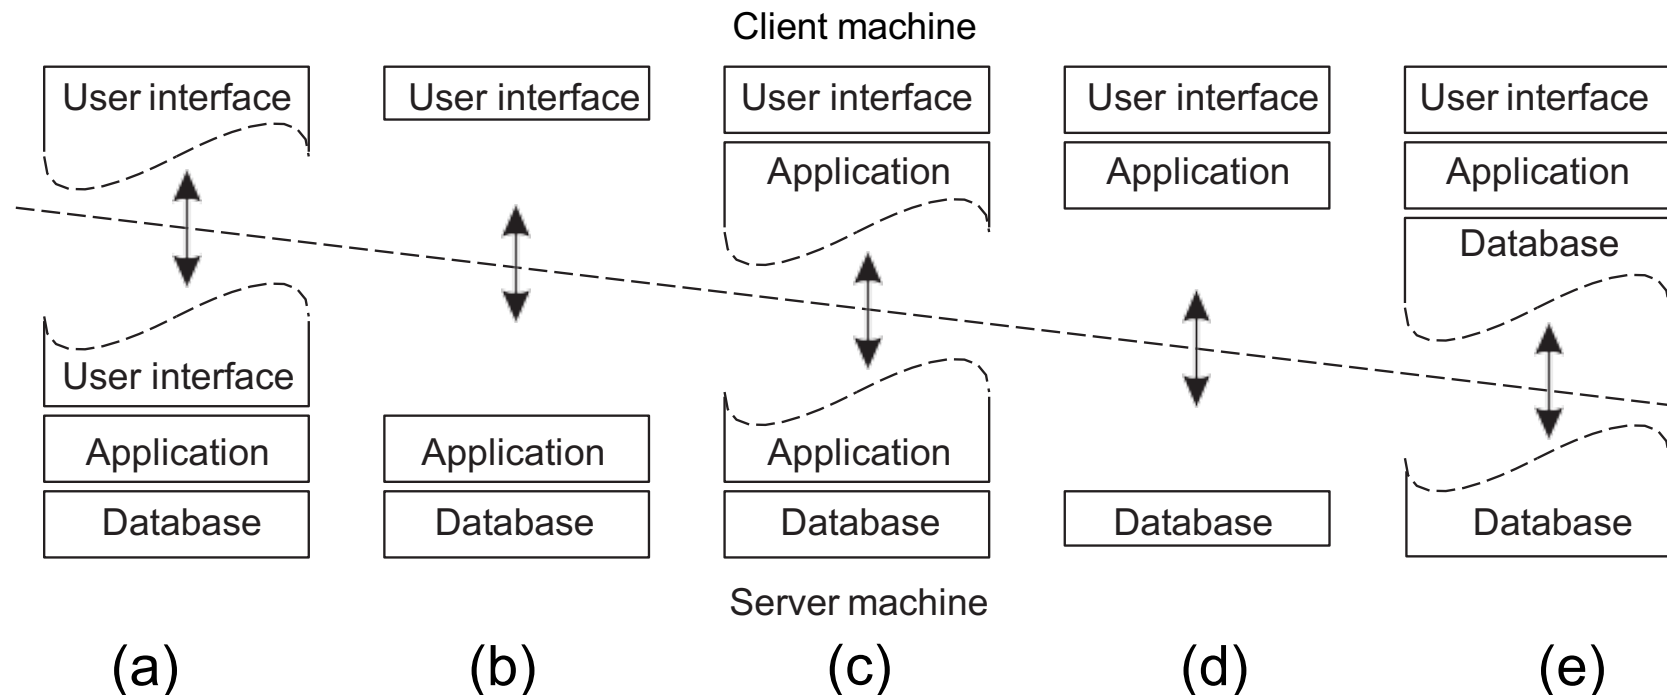 Client machine
User interface
User interface
User interface
User interface
User interface
Application
Application
Application
Database
User interface
Application
Application
Application
Database
Database
Database
Database
Database
Server machine
(a)
(b)
(c)
(d)
(e)